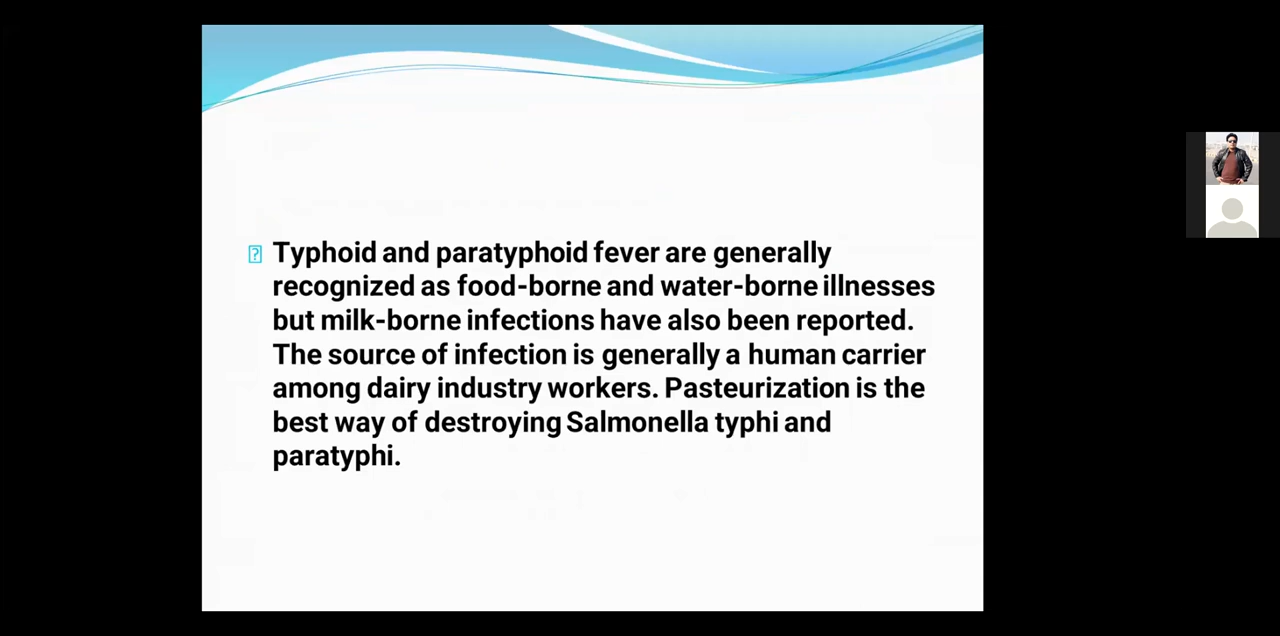 Typhoid and paratyphoid fever are generally
recognized as food-borne and water-borne illnesses
but milk-borne infections have also been reported.
The source of infection is generally a human carrier
among dairy industry workers. Pasteurization is the
best way of destroying Salmonella typhi and
paratyphi.